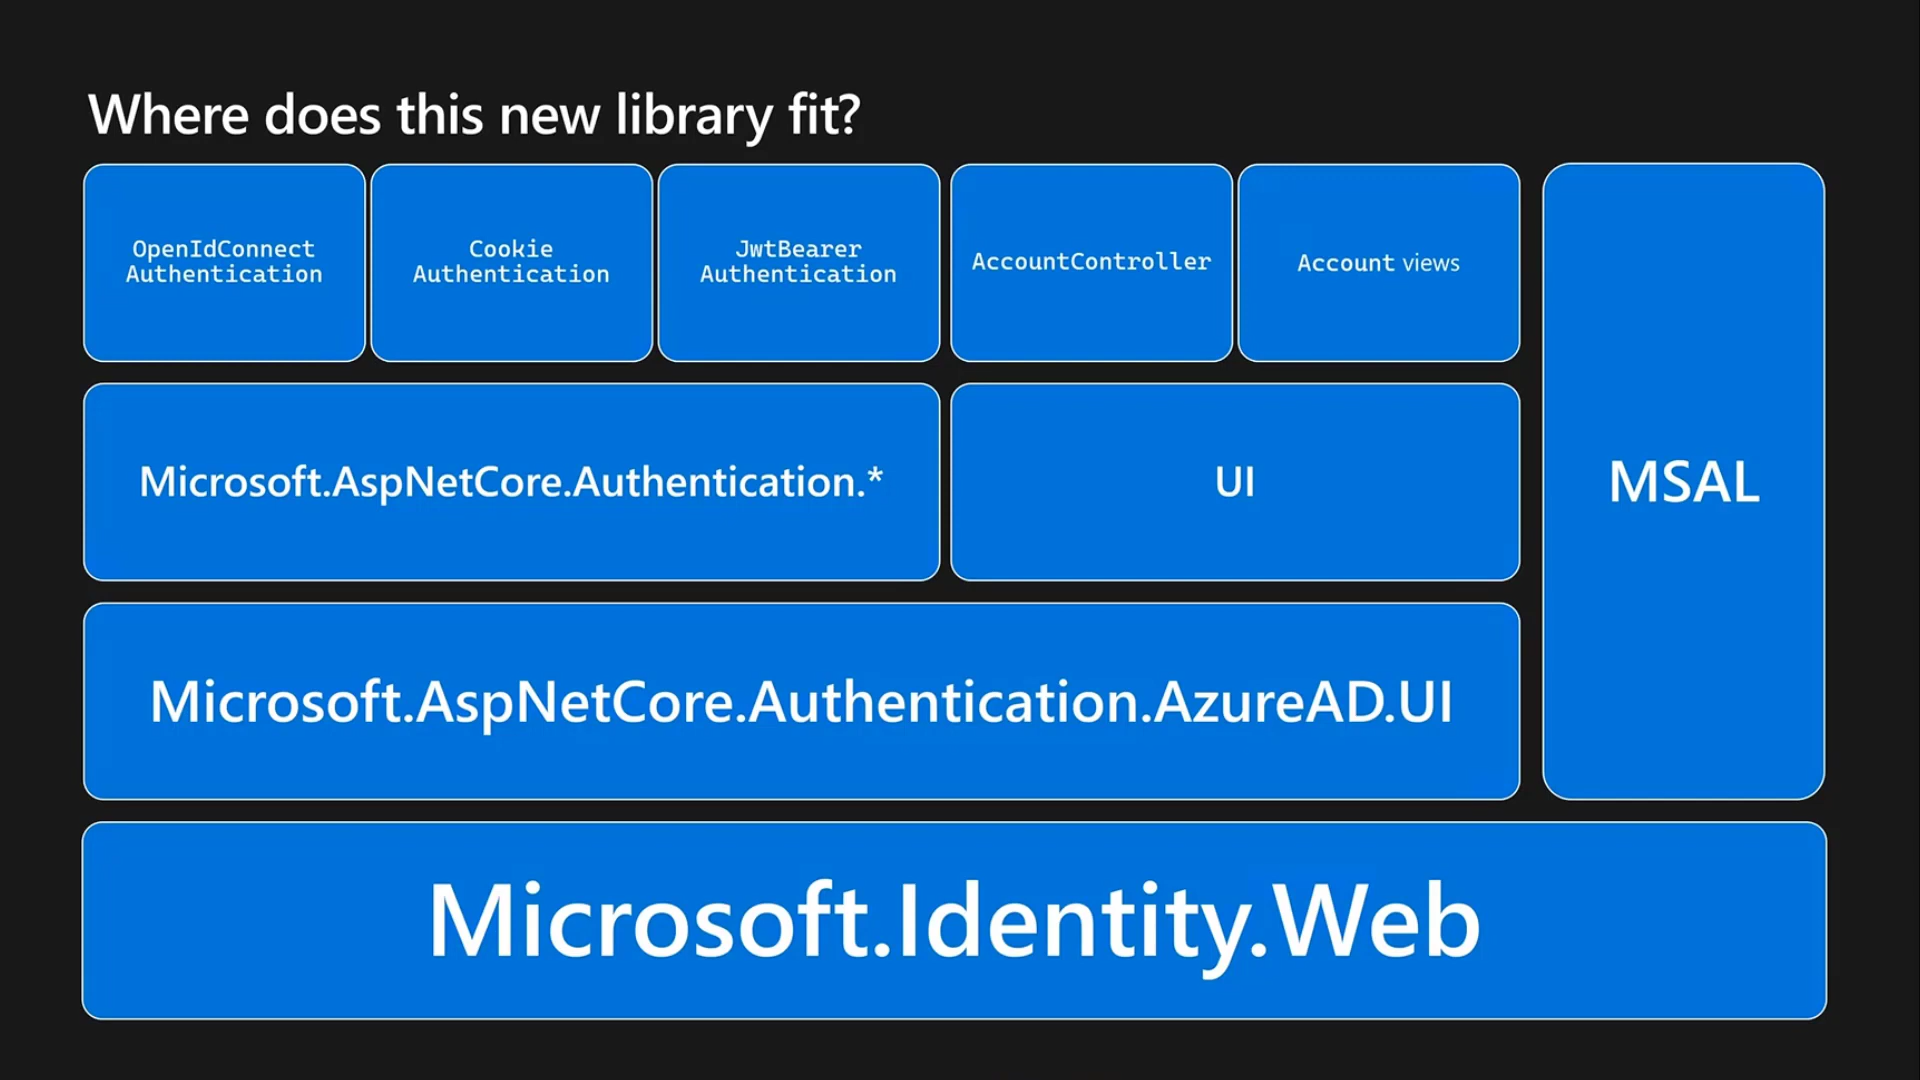 Where does this new library fit?
OpenIdConnect
Authentication
Cookie
Authentication
JwtBearer
Authentication
AccountController
Account views
Microsoft.AspNetCore.Authentication.*
UI
MSAL
Microsoft.AspNetCore.Authentication.AzureAD.UI
Microsoft.Identity.Web